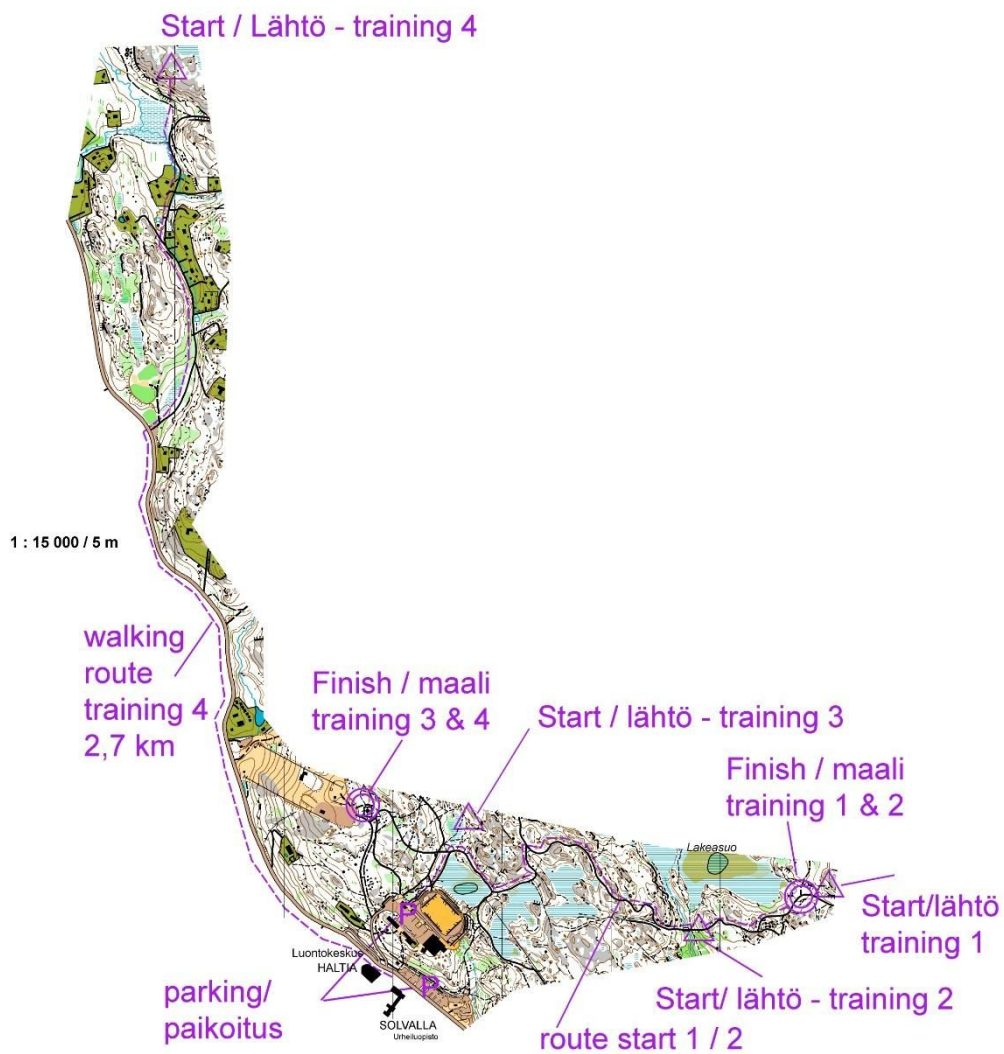 Start / Lähtö - training 4
1 : 15 000 / 5 m
walking
route
training 4
2,7 km
Finish / maali
training 3 & 4
Start / lähtö - training 3
Finish / maali
training 1 & 2
Lakeasuo
Start/lähtö
training 1
P
Luontokeskus
HALTIA
P
parking/
paikoitus
SOLVALLA
Urheiluopisto
Start/ lähtö - training 2
route start 1 / 2